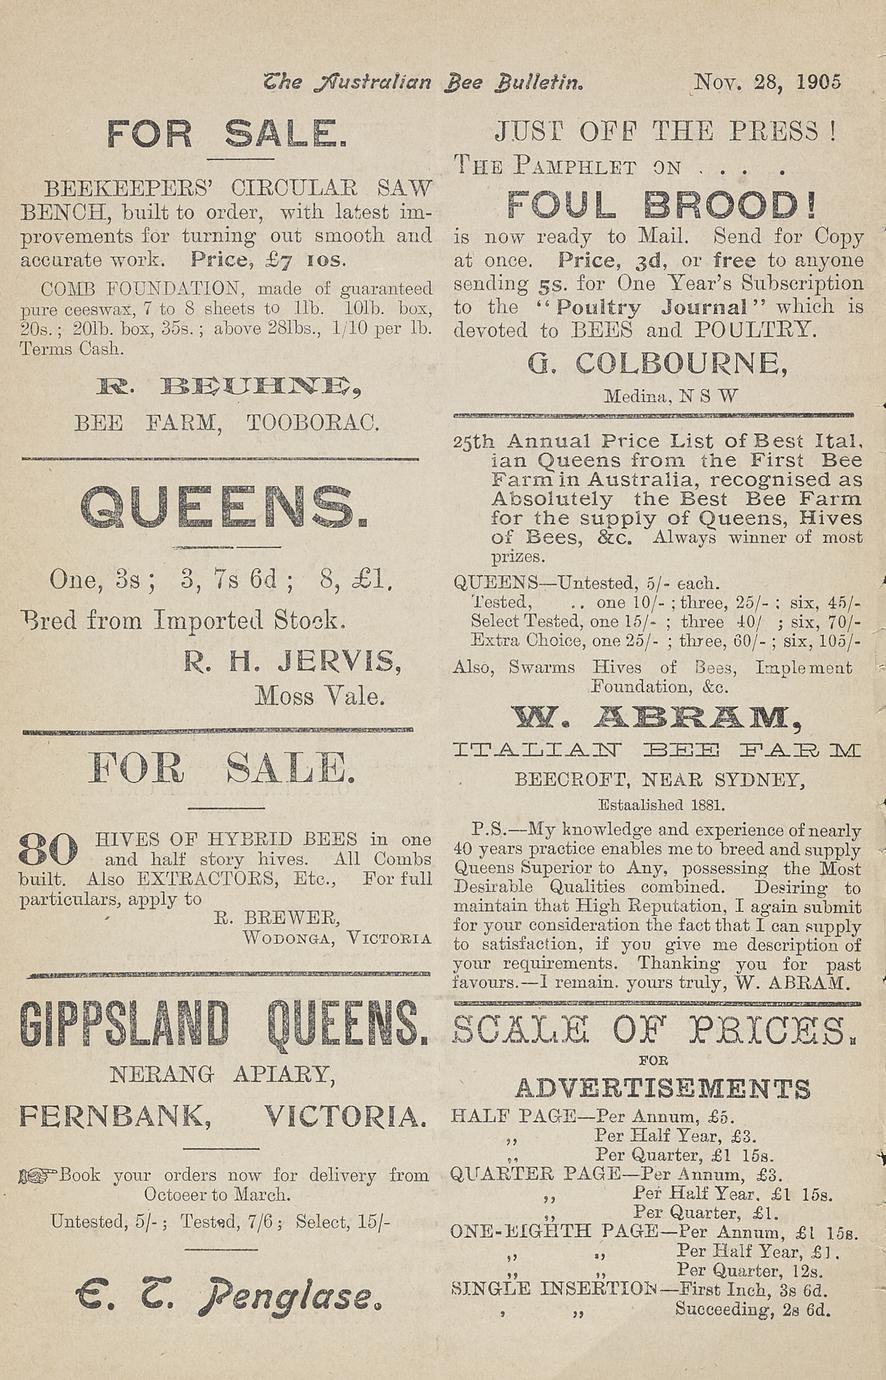 The Australian Bee Bulletin. Nov. 28, 1905
FOR SALE.
BEEKEEPERS' CIRCULAR SAW
BENCH, built to order, with latest im-
provements for turning out smooth and
accurate work. Price, £7 10s.
COMB FOUNDATION, made of guaranteed
pure ceeswax, 7 to 8 sheets to 1lb. 10lb. box,
20s.; 20lb. box, 35s.; above 28lbs., 1/10 per lb.
Terms Cash.
R. BEUHNE,
BEE FARM, TOOBORAC.
QUEENS.
One, 3s; 3, 7s 6d; 8, £1.
Bred from Imported Stock.
R. H. JERVIS,
Moss Vale.
FOR SALE.
80 HIVES OF HYBRID BEES in one
and half story hives. All Combs
built. Also EXTRACTORS, Etc., For full
particulars, apply to
R. BREWER,
WODONGA, VICTORIA
GIPPSLAND QUEENS.
NERANG APIARY,
FERNBANK, VICTORIA.
☞Book your orders now for delivery from
Octoeer to March.
Untested, 5/-; Tested, 7/6; Select, 15/-
E. T. Penglase.
JUST OFF THE PRESS!
THE PAMPHLET ON . . . .
FOUL BROOD!
is now ready to Mail. Send for Copy
at once. Price, 3d, or free to anyone
sending 5s. for One Year's Subscription
to the "Poultry Journal" which is
devoted to BEES and POULTRY.
G. COLBOURNE,
Medina, N S W
25th Annual Price List of Best Ital.
ian Queens from the First Bee
Farm in Australia, recognised as
Absolutely the Best Bee Farm
for the supply of Queens, Hives
of Bees, &c. Always winner of most
prizes.
QUEENS—Untested, 5/- each.
Tested, .. one 10/-; three, 25/-: six, 45/-
Select Tested, one 15/- ; three 40/ ; six, 70/-
Extra Choice, one 25/- ; three, 60/-; six, 105/-
Also, Swarms Hives of Bees, Implement
Foundation, &c.
W. ABRAM,
ITALIAN BEE FARM
BEECROFT, NEAR SYDNEY,
Estaalished 1881.
P.S.—My knowledge and experience of nearly
40 years practice enables me to breed and supply
Queens Superior to Any, possessing the Most
Desirable Qualities combined. Desiring to
maintain that High Reputation, I again submit
for your consideration the fact that I can supply
to satisfaction, if you give me description of
your requirements. Thanking you for past
favours.—I remain. yours truly, W. ABRAM.
SCALE OF PRICES.
FOR
ADVERTISEMENTS
HALF PAGE—Per Annum, £5.
,, Per Half Year, £3.
,, Per Quarter, £1 15s.
QUARTER PAGE—Per Annum, £3.
,, Per Half Year. £1 15s.
,, Per Quarter, £1.
ONE-EIGHTH PAGE—Per Annum, £1 15s.
,, ,, Per Half Year, £1.
,, ,, Per Quarter, 12s.
SINGLE INSERTION—First Inch, 3s 6d.
, ,, Succeeding, 2s 6d.